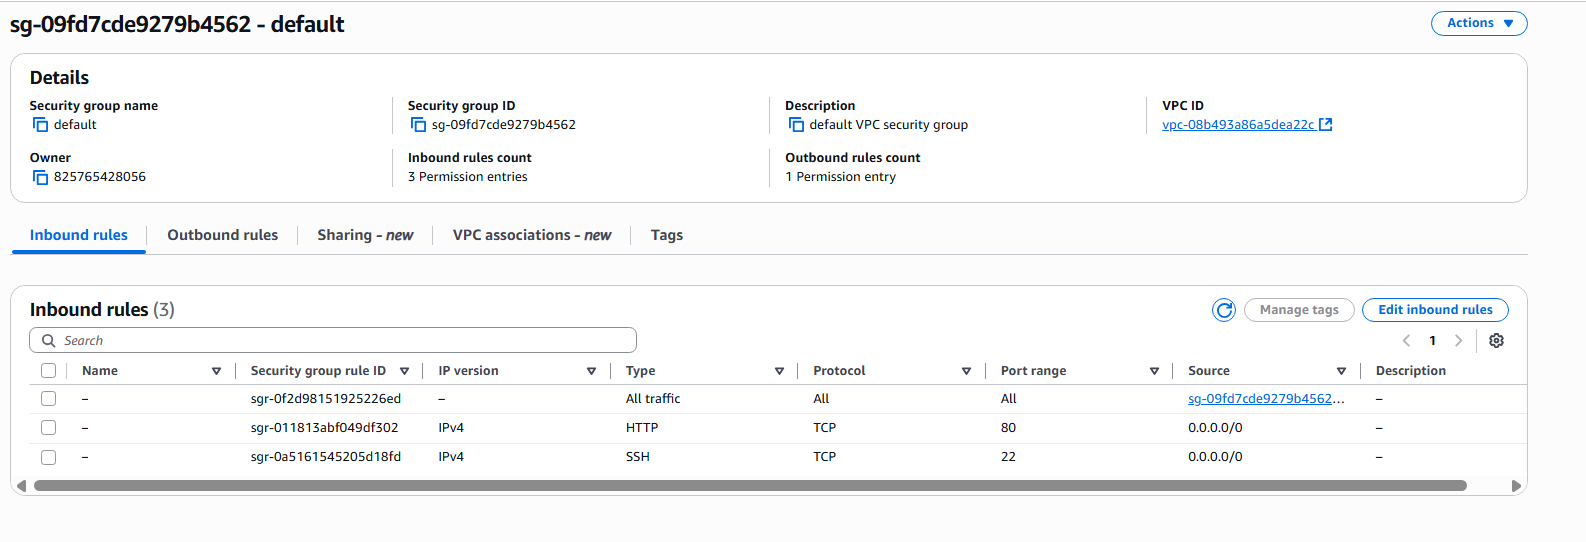 sg-09fd7cde9279b4562 - default
Actions
Details
Security group name
default
Security group ID
sg-09fd7cde9279b4562
Description
default VPC security group
VPC ID
vpc-08b493a86a5dea22c
Owner
825765428056
Inbound rules count
3 Permission entries
Outbound rules count
1 Permission entry
Inbound rules
Outbound rules
Sharing - new
VPC associations - new
Tags
Inbound rules (3)
Manage tags
Edit inbound rules
Search
1
Name Security group rule ID IP version Type Protocol Port range Source Description
– sgr-0f2d98151925226ed – All traffic All All sg-09fd7cde9279b4562... –
– sgr-011813abf049df302 IPv4 HTTP TCP 80 0.0.0.0/0 –
– sgr-0a5161545205d18fd IPv4 SSH TCP 22 0.0.0.0/0 –